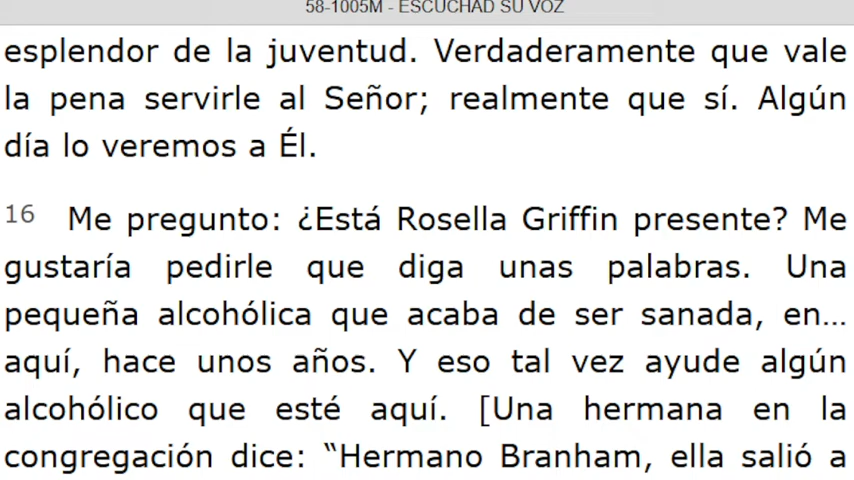 58-1005M - ESCUCHAD SU VOZ
esplendor de la juventud. Verdaderamente que vale
la pena servirle al Señor; realmente que sí. Algún
día lo veremos a Él.
16 Me pregunto: ¿Está Rosella Griffin presente? Me
gustaría pedirle que diga unas palabras. Una
pequeña alcohólica que acaba de ser sanada, en…
aquí, hace unos años. Y eso tal vez ayude algún
alcohólico que esté aquí. [Una hermana en la
congregación dice: “Hermano Branham, ella salió a